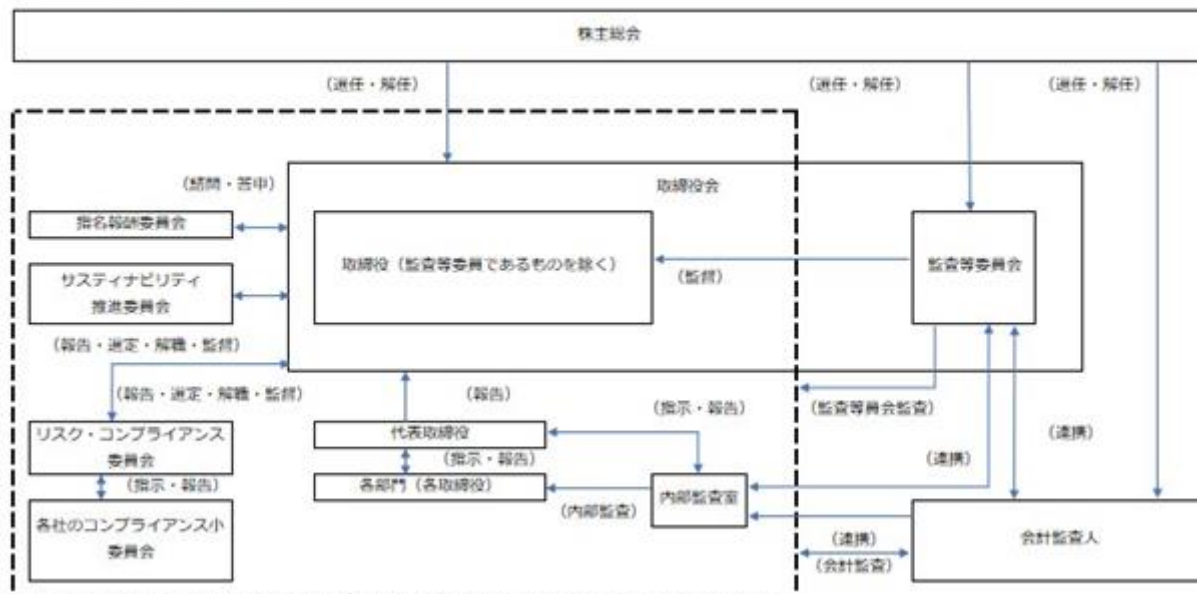 株主総会
（選任・解任）
（選任・解任）
（選任・解任）
取締役会
（諮問・答申）
指名報酬委員会
取締役（監査等委員であるものを除く）
監査等委員会
（監督）
サスティナビリティ
推進委員会
（報告・選定・解職・監督）
（報告・選定・解職・監督）
（報告）
（指示・報告）
（監査等員会監査）
リスク・コンプライアンス
委員会
代表取締役
（指示・報告）
（連携）
（連携）
（指示・報告）
各部門（各取締役）
（内部監査）
内部監査室
各社のコンプライアンス小
委員会
（連携）
（会計監査）
会計監査人